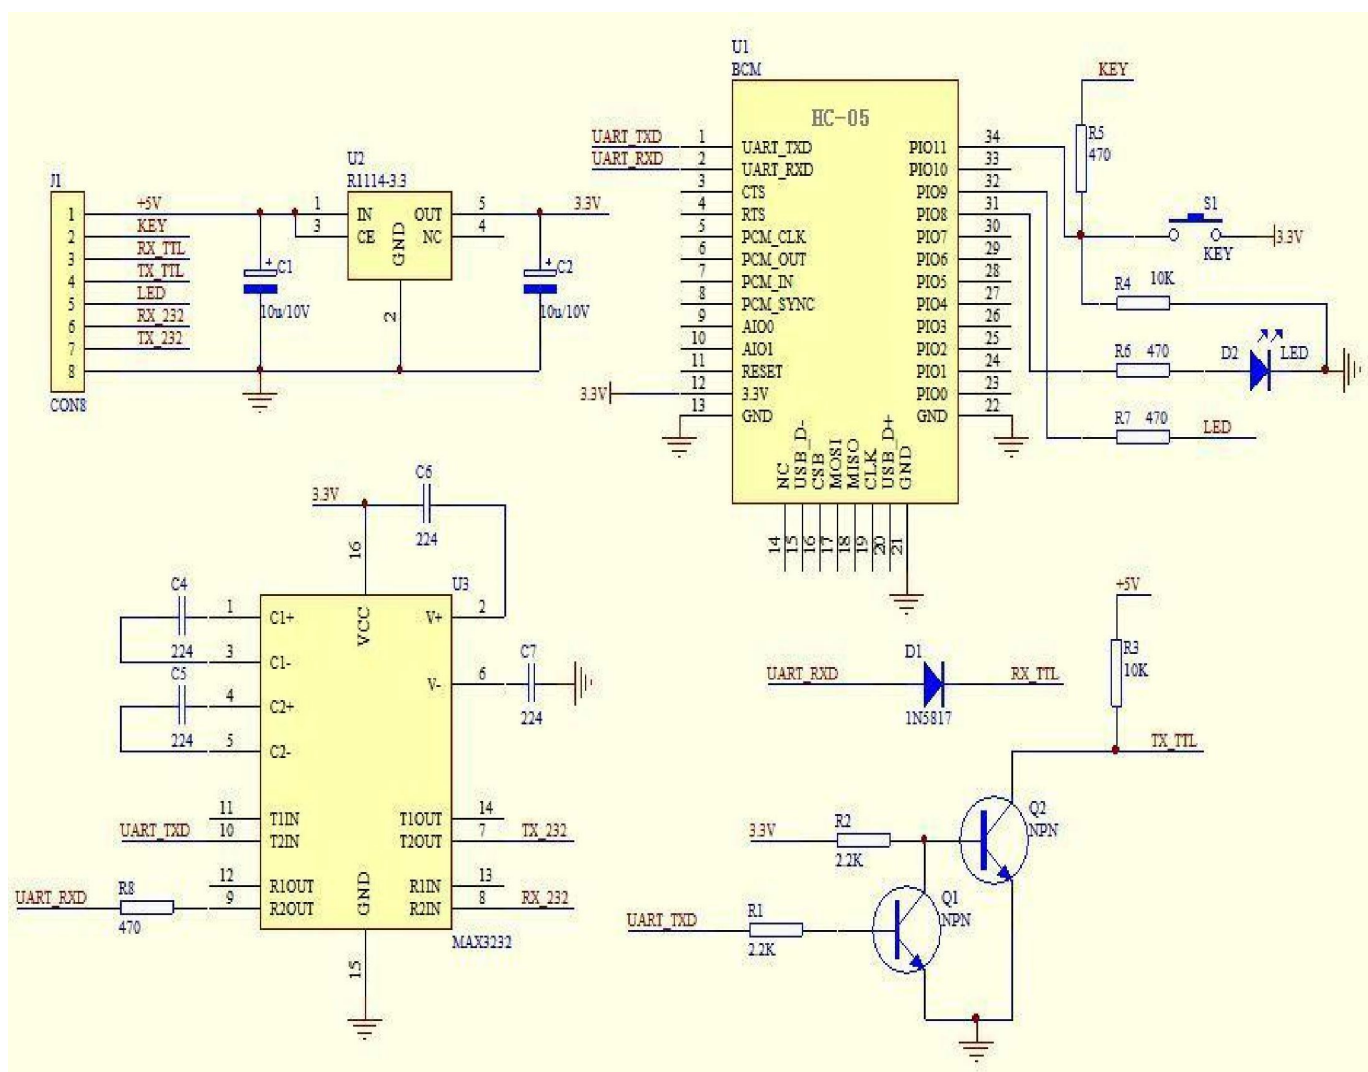 J1
1 +5V
2 KEY
3 RX_TTL
4 TX_TTL
5 LED
6 RX_232
7 TX_232
8
CON8
C1
10u/10V
U2
R1114-3.3
1 IN OUT 5
3 CE NC 4
GND
2
3.3V
C2
10u/10V
U1
BCM
HC-05
UART_TXD 1 UART_TXD PIO11 34
UART_RXD 2 UART_RXD PIO10 33
3 CTS PIO9 32
4 RTS PIO8 31
5 PCM_CLK PIO7 30
6 PCM_OUT PIO6 29
7 PCM_IN PIO5 28
8 PCM_SYNC PIO4 27
9 AIO0 PIO3 26
10 AIO1 PIO2 25
11 RESET PIO1 24
3.3V 12 3.3V PIO0 23
13 GND GND 22
NC
USB_D-
CSB
MOSI
MISO
CLK
USB_D+
GND
14
15
16
17
18
19
20
21
KEY
R5
470
S1
KEY
3.3V
R4 10K
R6 470
D2 LED
R7 470 LED
3.3V
C6
224
16
U3
C4
224
C5
224
VCC
1 C1+ V+ 2
3 C1-
4 C2+ V- 6
5 C2-
C7
224
11 T1IN T1OUT 14
UART_TXD 10 T2IN T2OUT 7 TX_232
12 R1OUT R1IN 13
UART_RXD R8 9 R2OUT R2IN 8 RX_232
470
GND
MAX3232
15
UART_RXD D1 RX_TTL
1N5817
+5V
R3
10K
TX_TTL
3.3V R2
2.2K
Q2
NPN
UART_TXD R1
2.2K
Q1
NPN